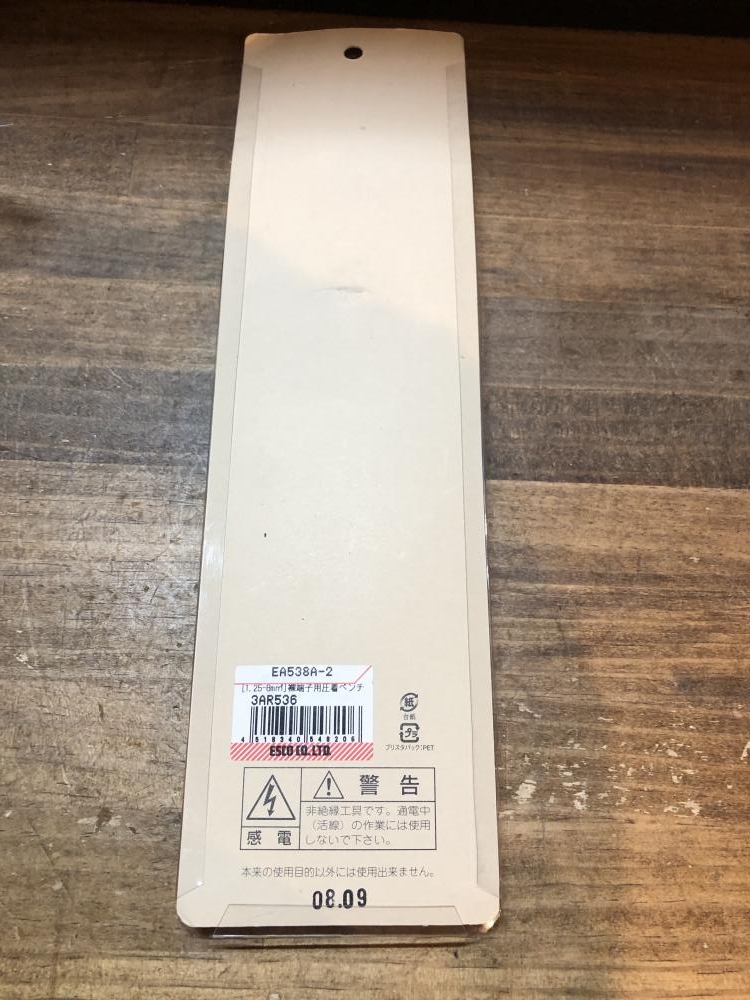 EA538A-2
[1.25-8m㎡]裸端子用圧着ペンチ
3AR536
4 518340 548206
ESCO CO.,LTD.
紙
台紙
プラ
ブリスタパック:PET
警告
感電
非絶縁工具です。通電中
（活線）の作業には使用
しないで下さい。
本来の使用目的以外には使用出来ません。
08.09